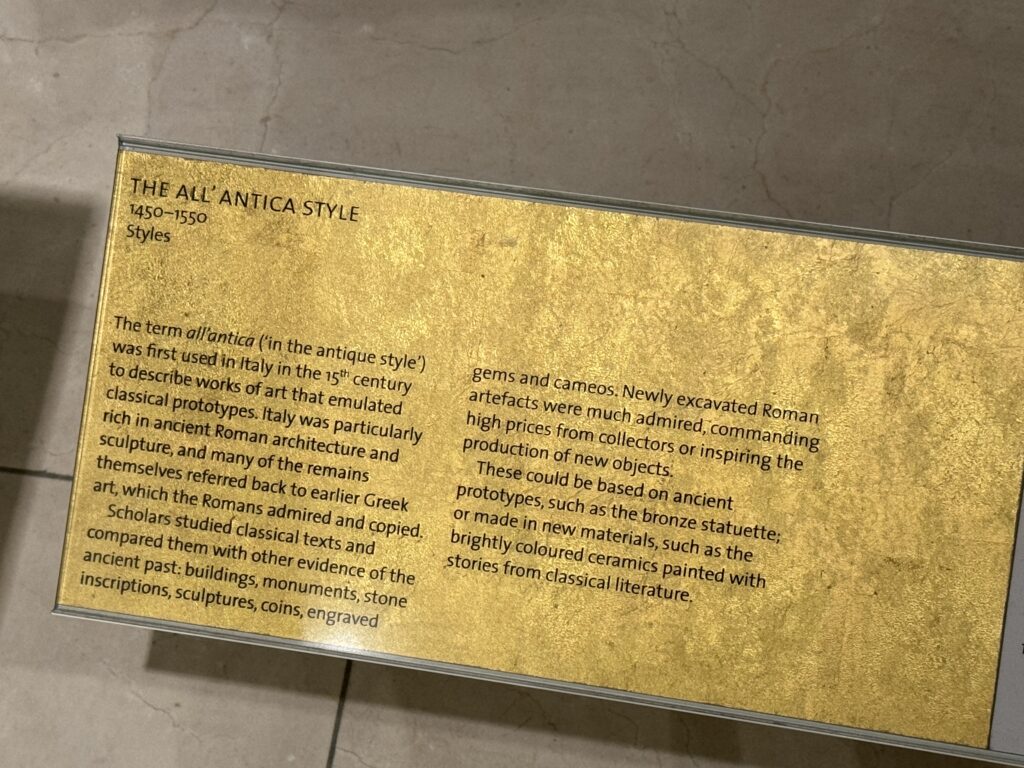 THE ALL' ANTICA STYLE
1450–1550
Styles
The term all'antica ('in the antique style')
was first used in Italy in the 15th century
to describe works of art that emulated
classical prototypes. Italy was particularly
rich in ancient Roman architecture and
sculpture, and many of the remains
themselves referred back to earlier Greek
art, which the Romans admired and copied.
Scholars studied classical texts and
compared them with other evidence of the
ancient past: buildings, monuments, stone
inscriptions, sculptures, coins, engraved
gems and cameos. Newly excavated Roman
artefacts were much admired, commanding
high prices from collectors or inspiring the
production of new objects.
These could be based on ancient
prototypes, such as the bronze statuette;
or made in new materials, such as the
brightly coloured ceramics painted with
stories from classical literature.